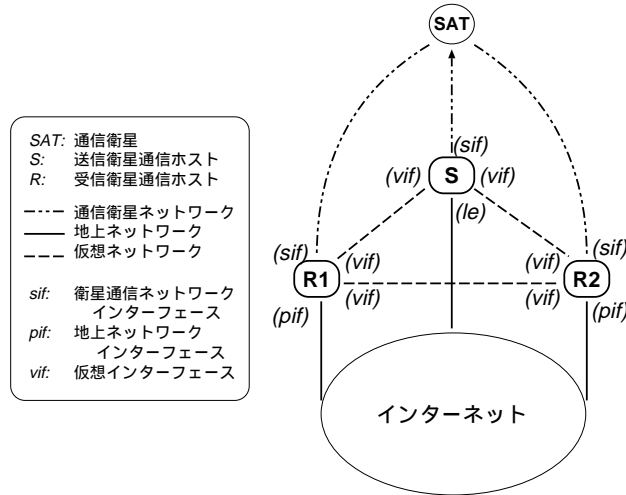 SAT
SAT: 通信衛星
S: 送信衛星通信ホスト
R: 受信衛星通信ホスト
通信衛星ネットワーク
地上ネットワーク
仮想ネットワーク
sif: 衛星通信ネットワーク
インターフェース
pif: 地上ネットワーク
インターフェース
vif: 仮想インターフェース
(sif)
(vif) S (vif)
(le)
(sif) (sif)
R1 (vif) (vif) R2
(vif) (vif)
(pif) (pif)
インターネット